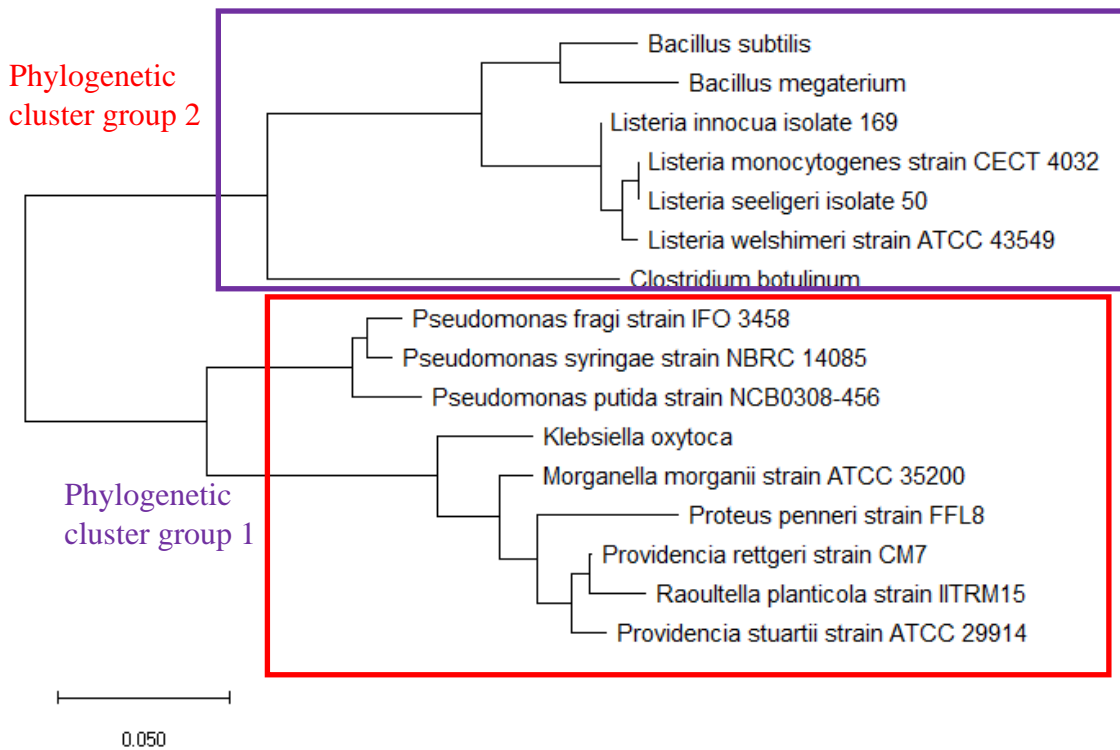 Phylogenetic
cluster group 2
Bacillus subtilis
Bacillus megaterium
Listeria innocua isolate 169
Listeria monocytogenes strain CECT 4032
Listeria seeligeri isolate 50
Listeria welshimeri strain ATCC 43549
Clostridium botulinum
Pseudomonas fragi strain IFO 3458
Pseudomonas syringae strain NBRC 14085
Pseudomonas putida strain NCB0308-456
Klebsiella oxytoca
Morganella morganii strain ATCC 35200
Phylogenetic
cluster group 1
Proteus penneri strain FFL8
Providencia rettgeri strain CM7
Raoultella planticola strain IITRM15
Providencia stuartii strain ATCC 29914
0.050